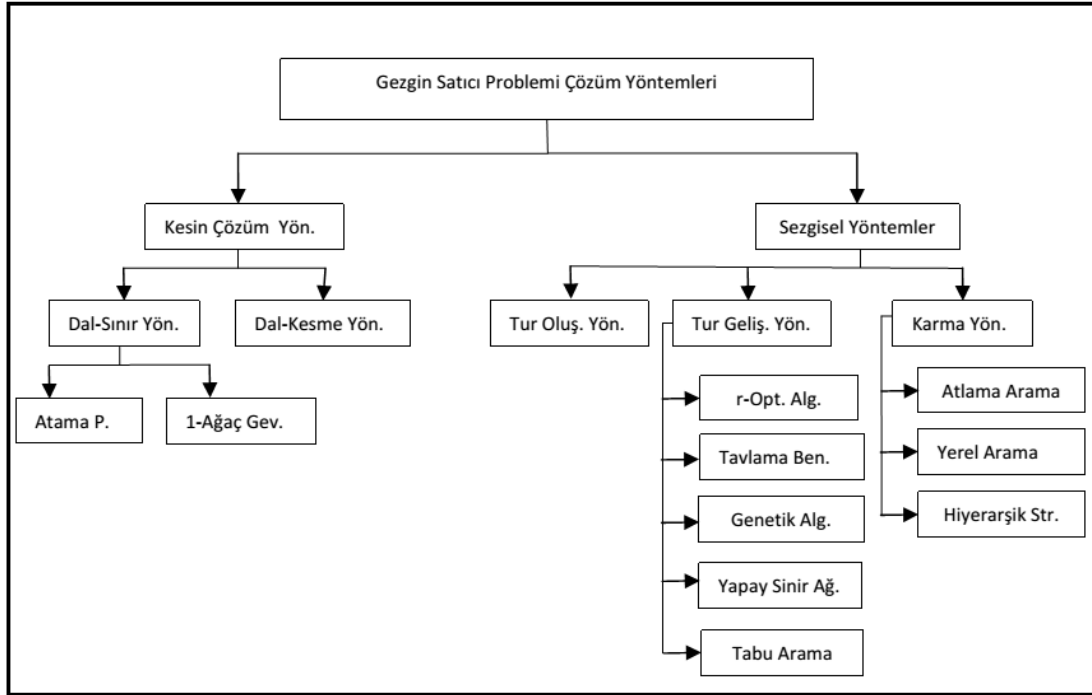 Gezgin Satıcı Problemi Çözüm Yöntemleri
Kesin Çözüm Yön.
Sezgisel Yöntemler
Dal-Sınır Yön.
Dal-Kesme Yön.
Tur Oluş. Yön.
Tur Geliş. Yön.
Karma Yön.
Atama P.
1-Ağaç Gev.
r-Opt. Alg.
Tavlama Ben.
Genetik Alg.
Yapay Sinir Ağ.
Tabu Arama
Atlama Arama
Yerel Arama
Hiyerarşik Str.